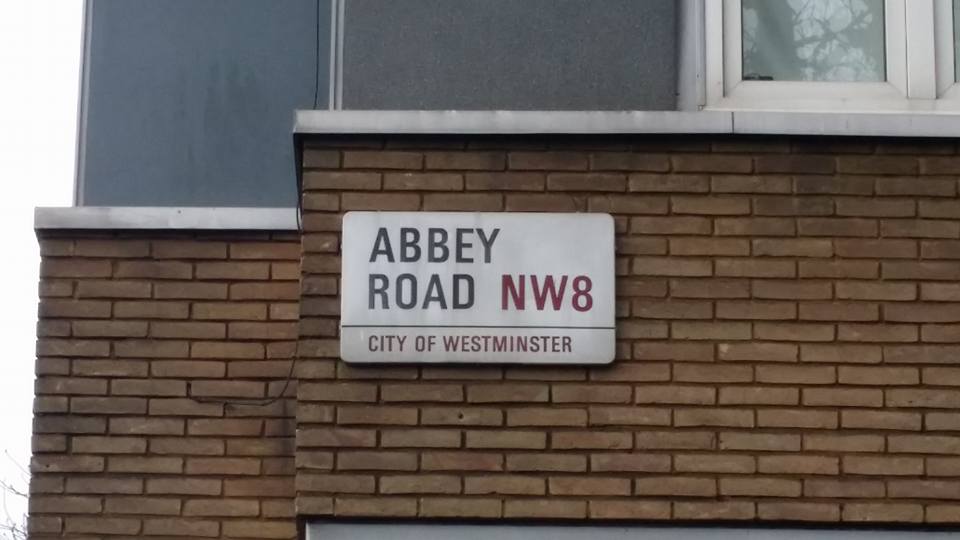 ABBEY
ROAD NW8
CITY OF WESTMINSTER